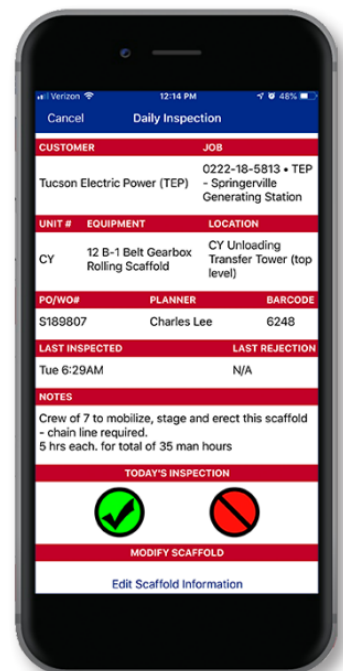 Verizon 12:14 PM 48%
Cancel Daily Inspection
CUSTOMER JOB
Tucson Electric Power (TEP) 0222-18-5813 • TEP
- Springerville
Generating Station
UNIT # EQUIPMENT LOCATION
CY 12 B-1 Belt Gearbox
Rolling Scaffold
CY Unloading
Transfer Tower (top
level)
PO/WO# PLANNER BARCODE
S189807 Charles Lee 6248
LAST INSPECTED LAST REJECTION
Tue 6:29AM N/A
NOTES
Crew of 7 to mobilize, stage and erect this scaffold
- chain line required.
5 hrs each. for total of 35 man hours
TODAY'S INSPECTION
MODIFY SCAFFOLD
Edit Scaffold Information